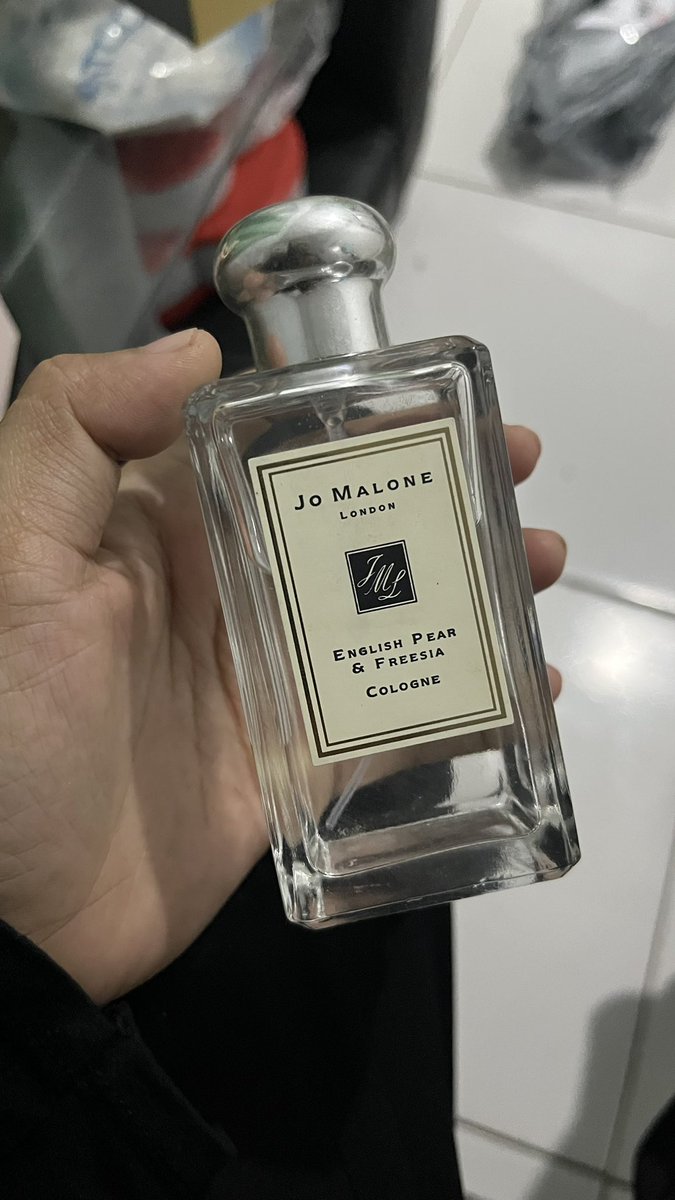 JO MALONE
LONDON
JML
ENGLISH PEAR
& FREESIA
COLOGNE